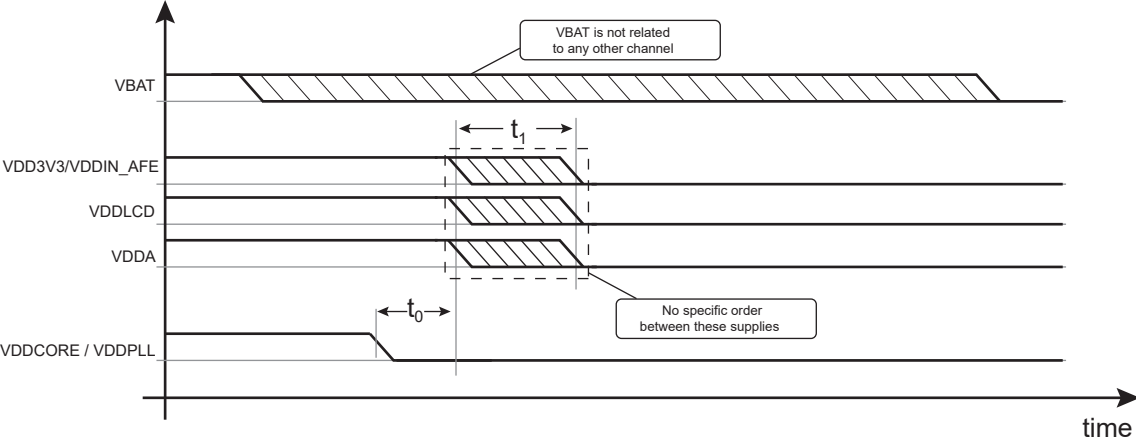 VBAT is not related
to any other channel
VBAT
t1
VDD3V3/VDDIN_AFE
VDDLCD
VDDA
No specific order
between these supplies
t0
VDDCORE / VDDPLL
time